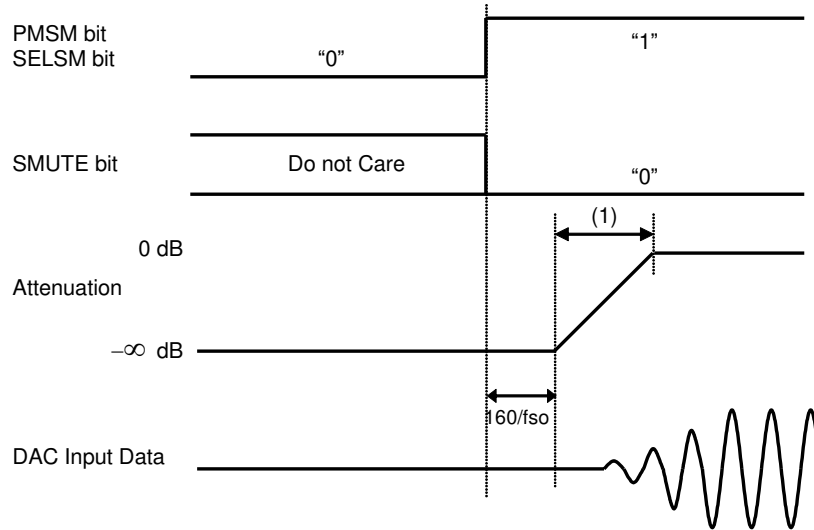 PMSM bit
SELSM bit
“0”
“1”
SMUTE bit
Do not Care
“0”
(1)
0 dB
Attenuation
−∞ dB
160/fso
DAC Input Data